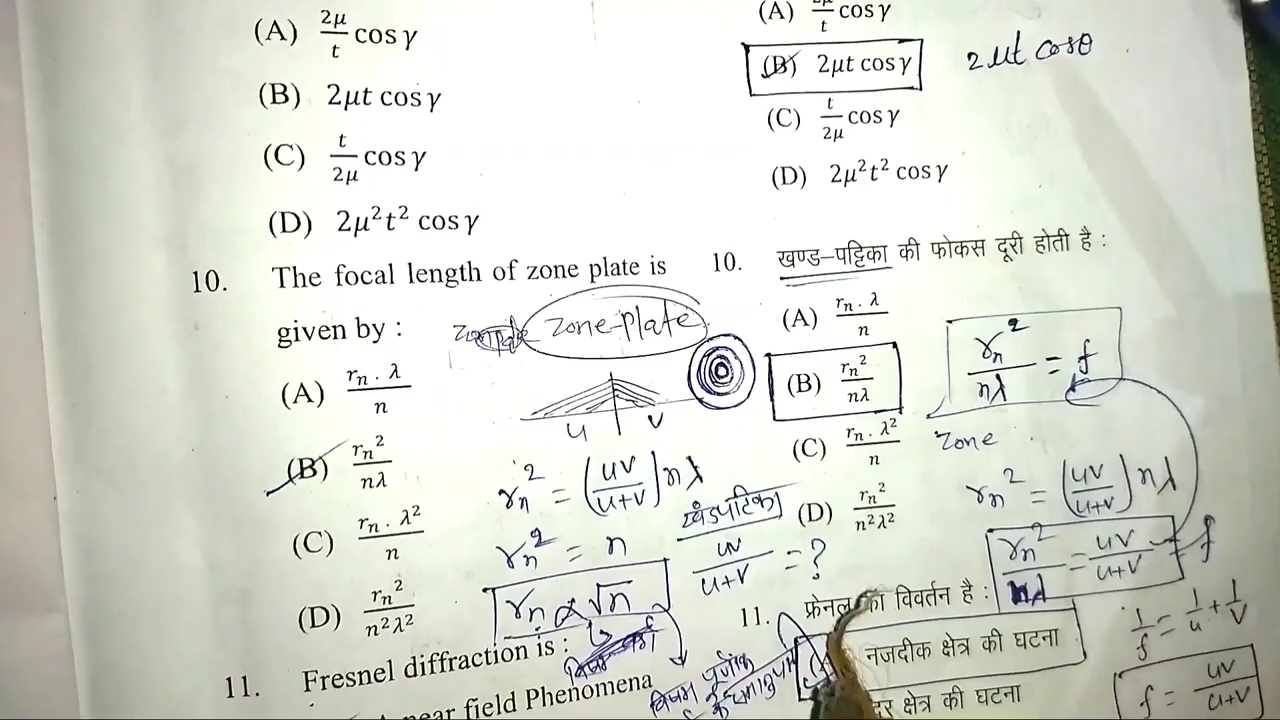 (A) 2μ/t cos γ
(B) 2μt cos γ
(C) t/2μ cos γ
(D) 2μ²t² cos γ
10. The focal length of zone plate is
given by :
zone-plate
(A) rₙ . λ / n
(B) rₙ² / nλ
(C) rₙ . λ² / n
(D) rₙ² / n²λ²
u v
rₙ² = (uv/u+v) nλ
rₙ² = n
rₙ ∝ √n
11. Fresnel diffraction is :
near field Phenomena
(A) 2μ/t cos γ
(B) 2μt cos γ
2μt cosθ
(C) t/2μ cos γ
(D) 2μ²t² cos γ
10. खण्ड–पट्टिका की फोकस दूरी होती है :
(A) rₙ . λ / n
(B) rₙ² / nλ
rₙ²/nλ = f
(C) rₙ . λ² / n
zone
(D) rₙ² / n²λ²
खंडपटिका
uv/u+v = ?
rₙ² = (uv/u+v) nλ
rₙ²/nλ = uv/u+v = f
11. फ्रेनल का विवर्तन है :
नजदीक क्षेत्र की घटना
क्षेत्र की घटना
1/f = 1/u + 1/v
f = uv/u+v
विषम पूर्णांक